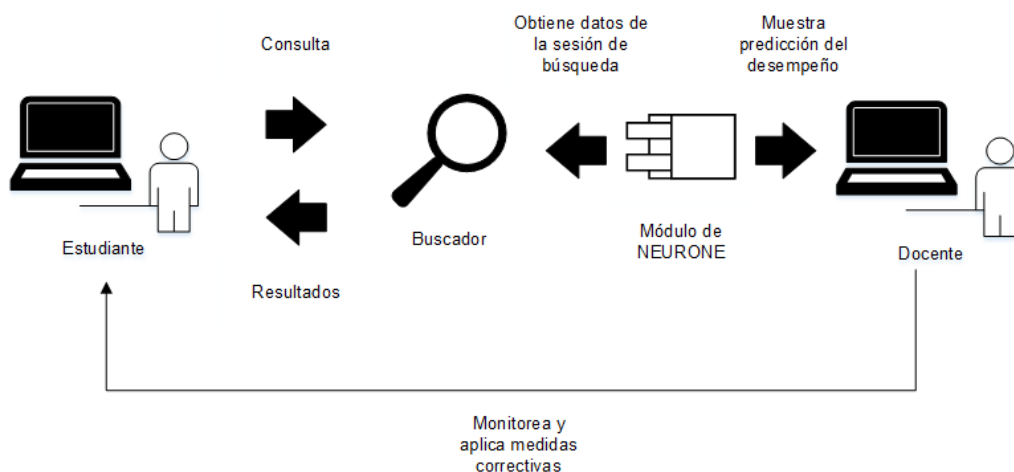 Consulta
Obtiene datos de
la sesión de
búsqueda
Muestra
predicción del
desempeño
Estudiante
Buscador
Módulo de
NEURONE
Docente
Resultados
Monitorea y
aplica medidas
correctivas